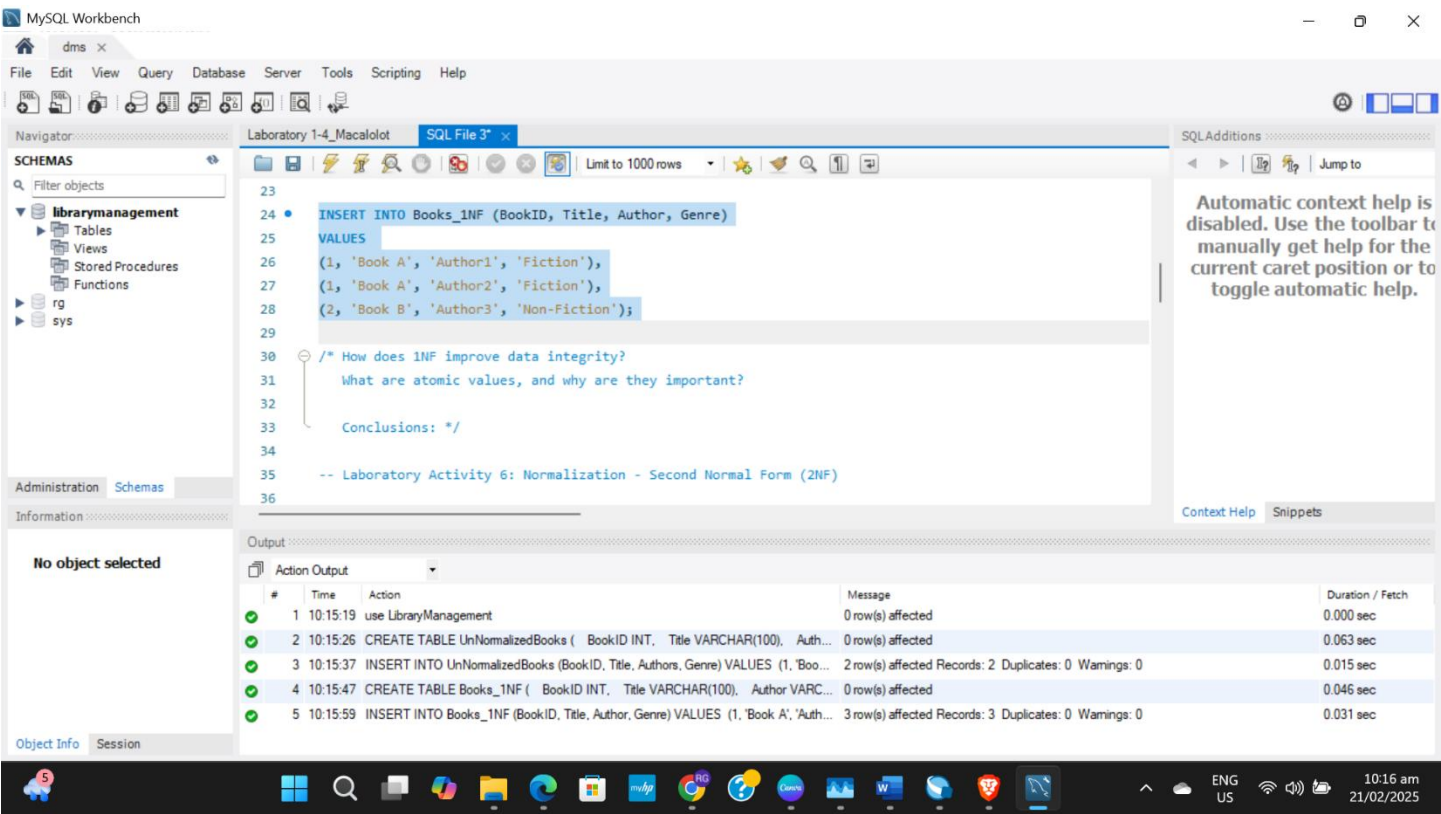 MySQL Workbench
dms
File Edit View Query Database Server Tools Scripting Help
Navigator
SCHEMAS
Filter objects
librarymanagement
Tables
Views
Stored Procedures
Functions
rg
sys
Administration Schemas
Information
No object selected
Object Info Session
Laboratory 1-4_Macalolot SQL File 3*
Limit to 1000 rows
23
24 INSERT INTO Books_1NF (BookID, Title, Author, Genre)
25 VALUES
26 (1, 'Book A', 'Author1', 'Fiction'),
27 (1, 'Book A', 'Author2', 'Fiction'),
28 (2, 'Book B', 'Author3', 'Non-Fiction');
29
30 /* How does 1NF improve data integrity?
31 What are atomic values, and why are they important?
32
33 Conclusions: */
34
35 -- Laboratory Activity 6: Normalization - Second Normal Form (2NF)
36
SQLAdditions
Jump to
Automatic context help is
disabled. Use the toolbar to
manually get help for the
current caret position or to
toggle automatic help.
Context Help Snippets
Output
Action Output
# Time Action Message Duration / Fetch
1 10:15:19 use LibraryManagement 0 row(s) affected 0.000 sec
2 10:15:26 CREATE TABLE UnNormalizedBooks ( BookID INT, Title VARCHAR(100), Auth... 0 row(s) affected 0.063 sec
3 10:15:37 INSERT INTO UnNormalizedBooks (BookID, Title, Authors, Genre) VALUES (1, 'Boo... 2 row(s) affected Records: 2 Duplicates: 0 Warnings: 0 0.015 sec
4 10:15:47 CREATE TABLE Books_1NF ( BookID INT, Title VARCHAR(100), Author VARC... 0 row(s) affected 0.046 sec
5 10:15:59 INSERT INTO Books_1NF (BookID, Title, Author, Genre) VALUES (1, 'Book A', 'Auth... 3 row(s) affected Records: 3 Duplicates: 0 Warnings: 0 0.031 sec
5
myhp
RG
Canva
W
ENG
US
10:16 am
21/02/2025